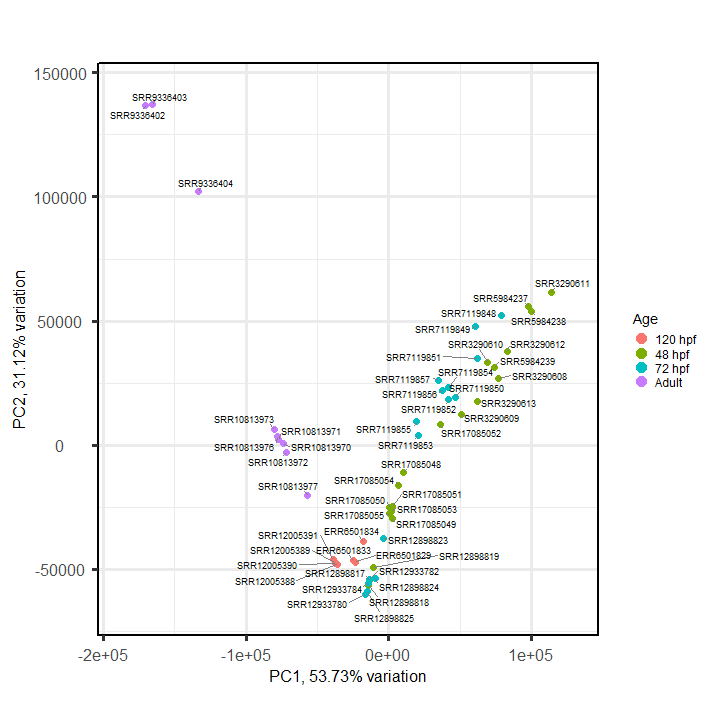 150000
100000
50000
0
-50000
PC2, 31.12% variation
SRR9336403
SRR9336402
SRR9336404
SRR3290611
SRR5984237
SRR7119848
SRR5984238
SRR7119849
SRR3290610
SRR3290612
SRR7119851
SRR5984239
SRR7119854
SRR3290608
SRR7119857
SRR7119850
SRR7119856
SRR3290613
SRR7119852
SRR3290609
SRR10813973
SRR10813971
SRR7119855
SRR17085052
SRR10813976
SRR10813970
SRR7119853
SRR10813972
SRR17085048
SRR10813977
SRR17085054
SRR17085051
SRR17085050
SRR17085053
SRR17085055
SRR17085049
SRR12005391
ERR6501834
SRR12898823
SRR12005389
ERR6501833
ERR6501829
SRR12898819
SRR12005390
SRR12898817
SRR12933782
SRR12005388
SRR12933784
SRR12898824
SRR12933780
SRR12898818
SRR12898825
-2e+05
-1e+05
0e+00
1e+05
PC1, 53.73% variation
Age
120 hpf
48 hpf
72 hpf
Adult